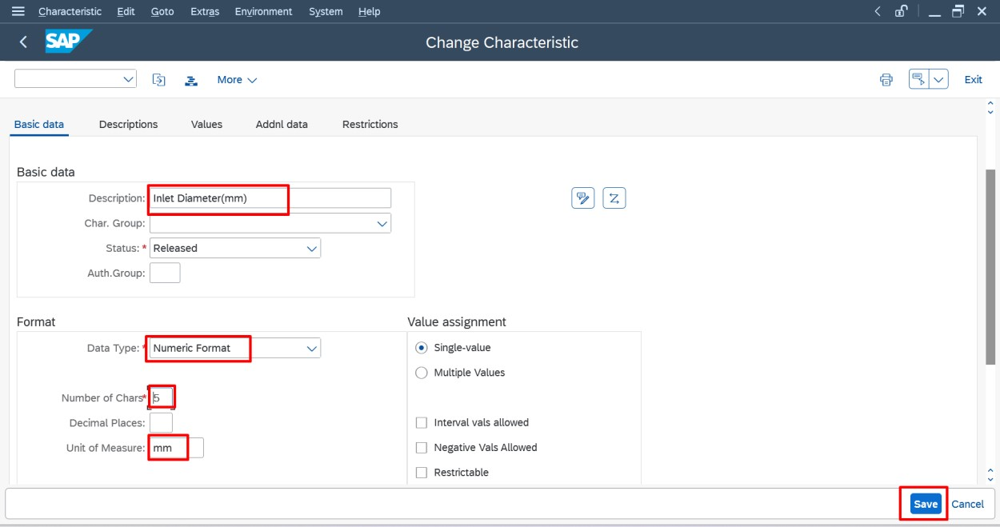 Characteristic Edit Goto Extras Environment System Help
SAP Change Characteristic
More Exit
Basic data Descriptions Values Addnl data Restrictions
Basic data
Description: Inlet Diameter(mm)
Char. Group:
Status: * Released
Auth.Group:
Format Value assignment
Data Type: * Numeric Format Single-value
Multiple Values
Number of Chars* 5
Decimal Places: Interval vals allowed
Unit of Measure: mm Negative Vals Allowed
Restrictable
Save Cancel